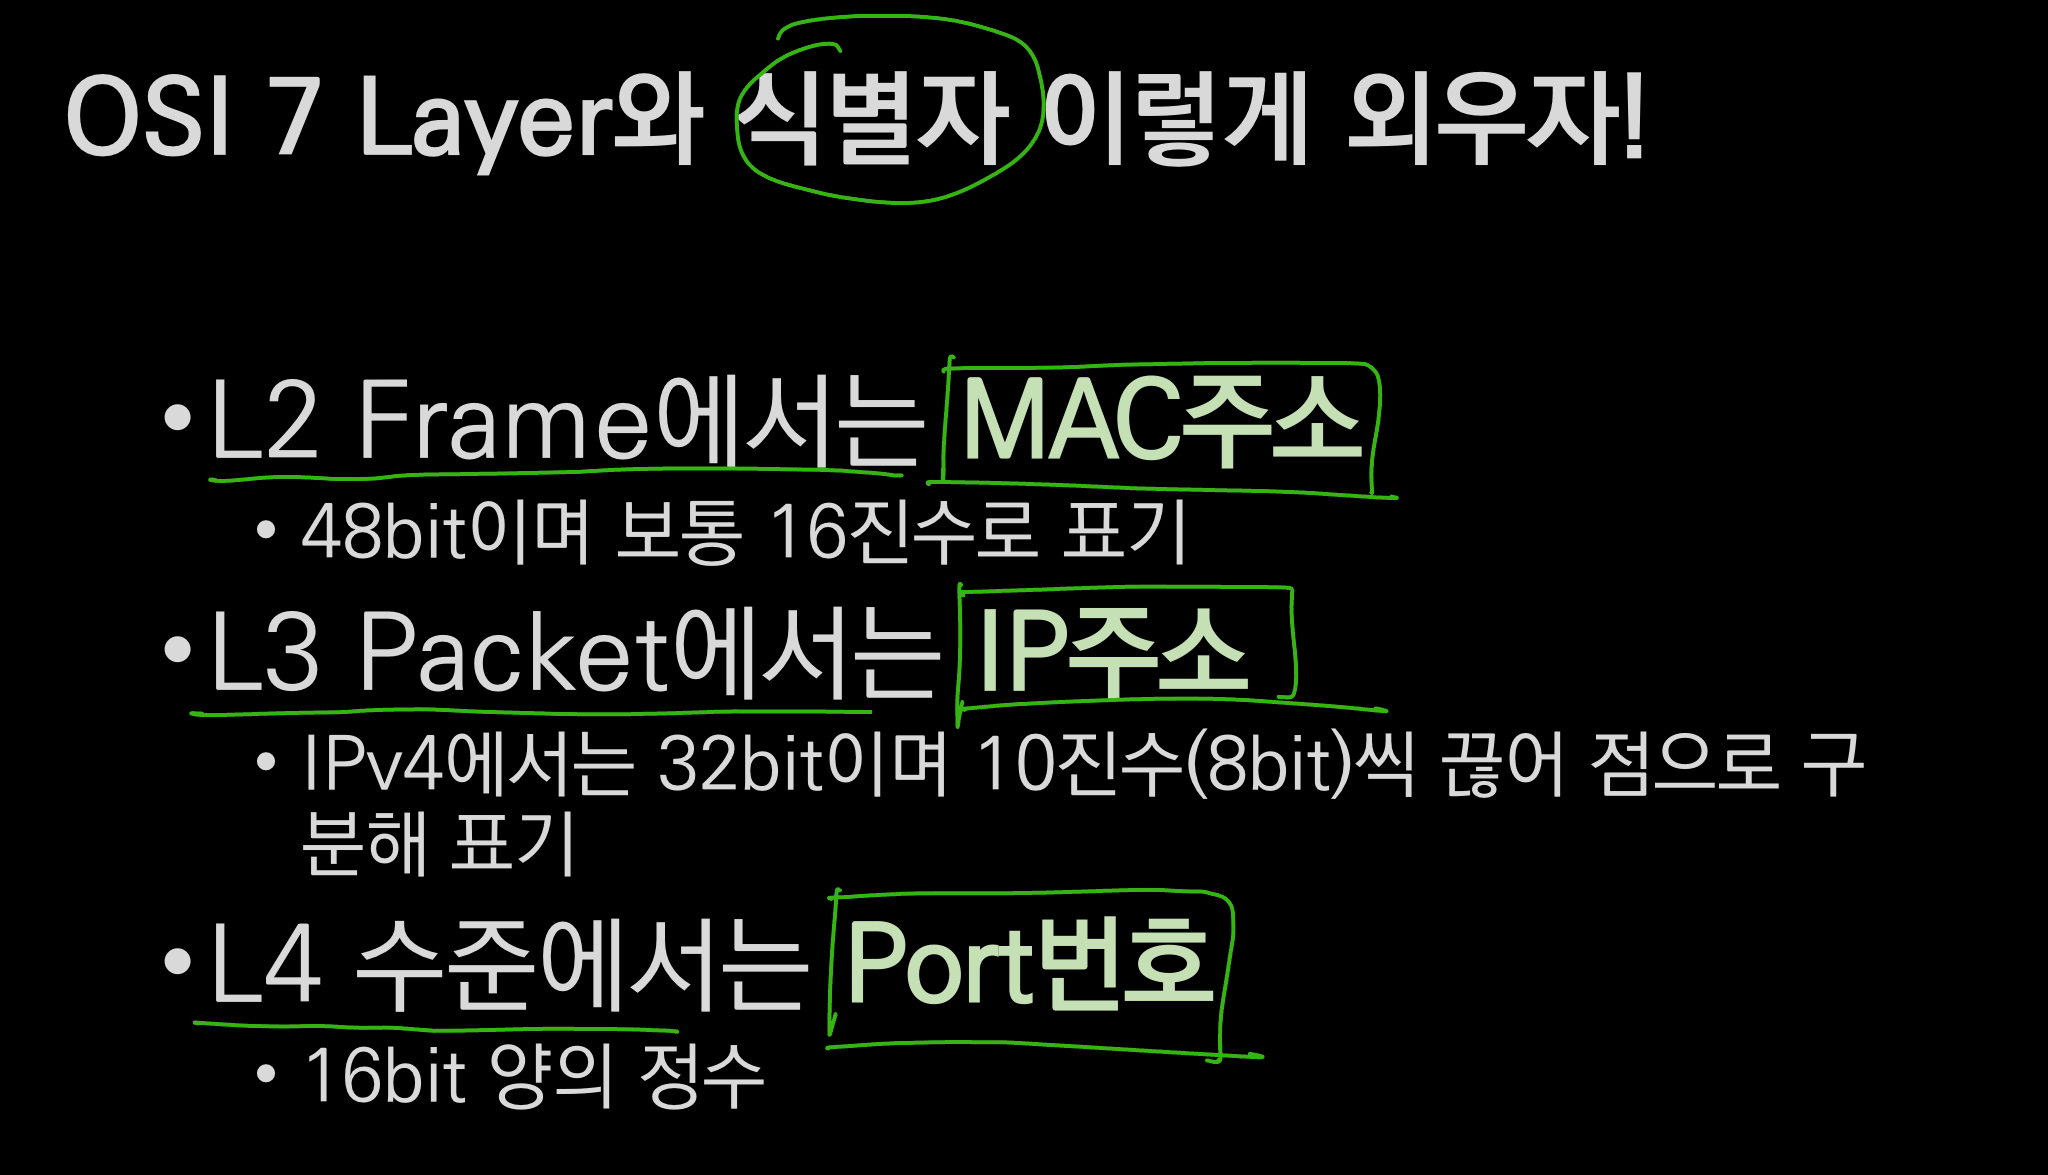 OSI 7 Layer와 식별자 이렇게 외우자!
• L2 Frame에서는 MAC주소
• 48bit이며 보통 16진수로 표기
• L3 Packet에서는 IP주소
• IPv4에서는 32bit이며 10진수(8bit)씩 끊어 점으로 구
분해 표기
• L4 수준에서는 Port번호
• 16bit 양의 정수